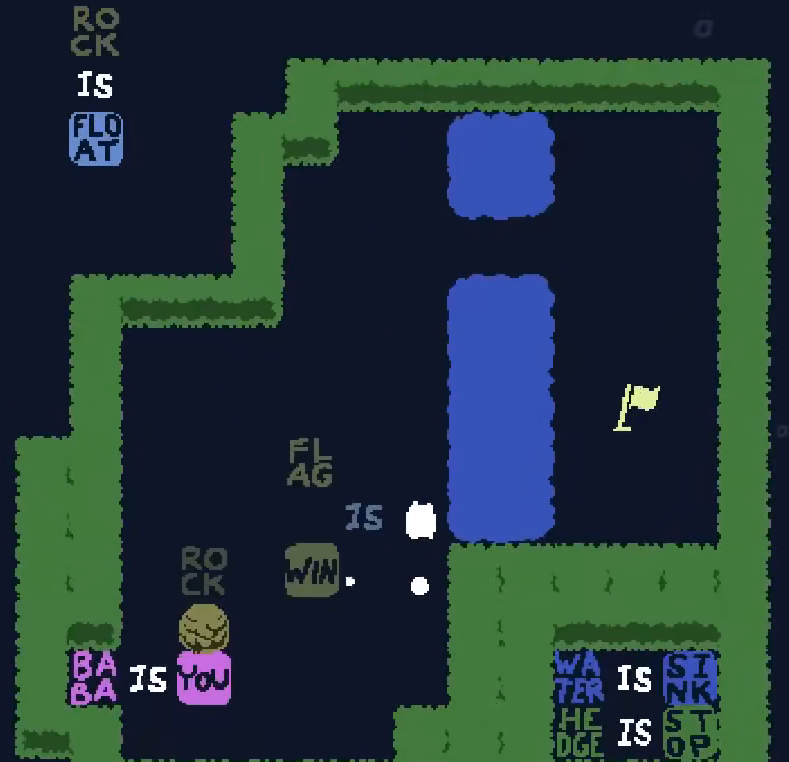 ROCK
IS
FLOAT
FLAG
IS
ROCK WIN
BABA IS YOU WATER IS SINK
HEDGE IS STOP